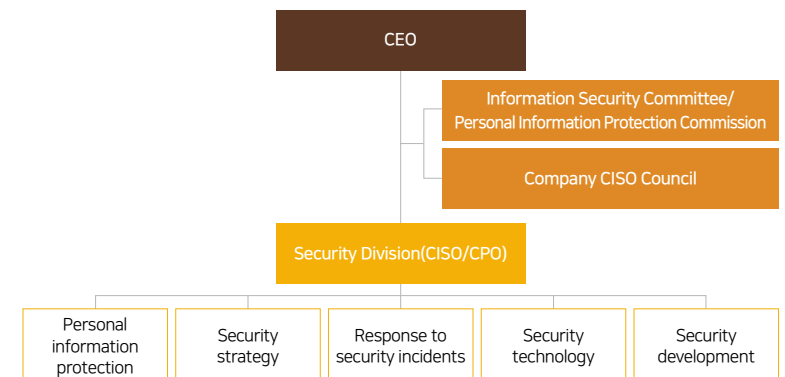 CEO
Information Security Committee/
Personal Information Protection Commission
Company CISO Council
Security Division(CISO/CPO)
Personal
information
protection
Security
strategy
Response to
security incidents
Security
technology
Security
development